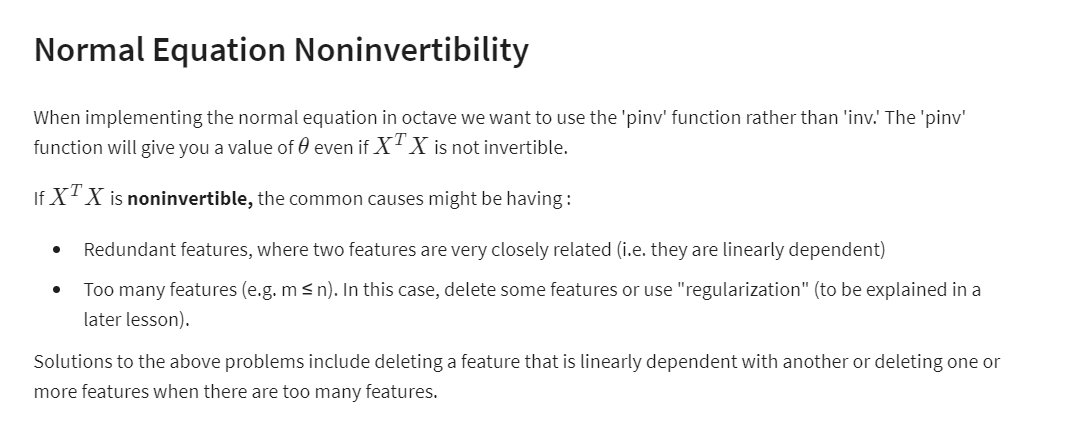 Normal Equation Noninvertibility
When implementing the normal equation in octave we want to use the 'pinv' function rather than 'inv.' The 'pinv'
function will give you a value of θ even if XᵀX is not invertible.
If XᵀX is noninvertible, the common causes might be having :
• Redundant features, where two features are very closely related (i.e. they are linearly dependent)
• Too many features (e.g. m ≤ n). In this case, delete some features or use "regularization" (to be explained in a
later lesson).
Solutions to the above problems include deleting a feature that is linearly dependent with another or deleting one or
more features when there are too many features.